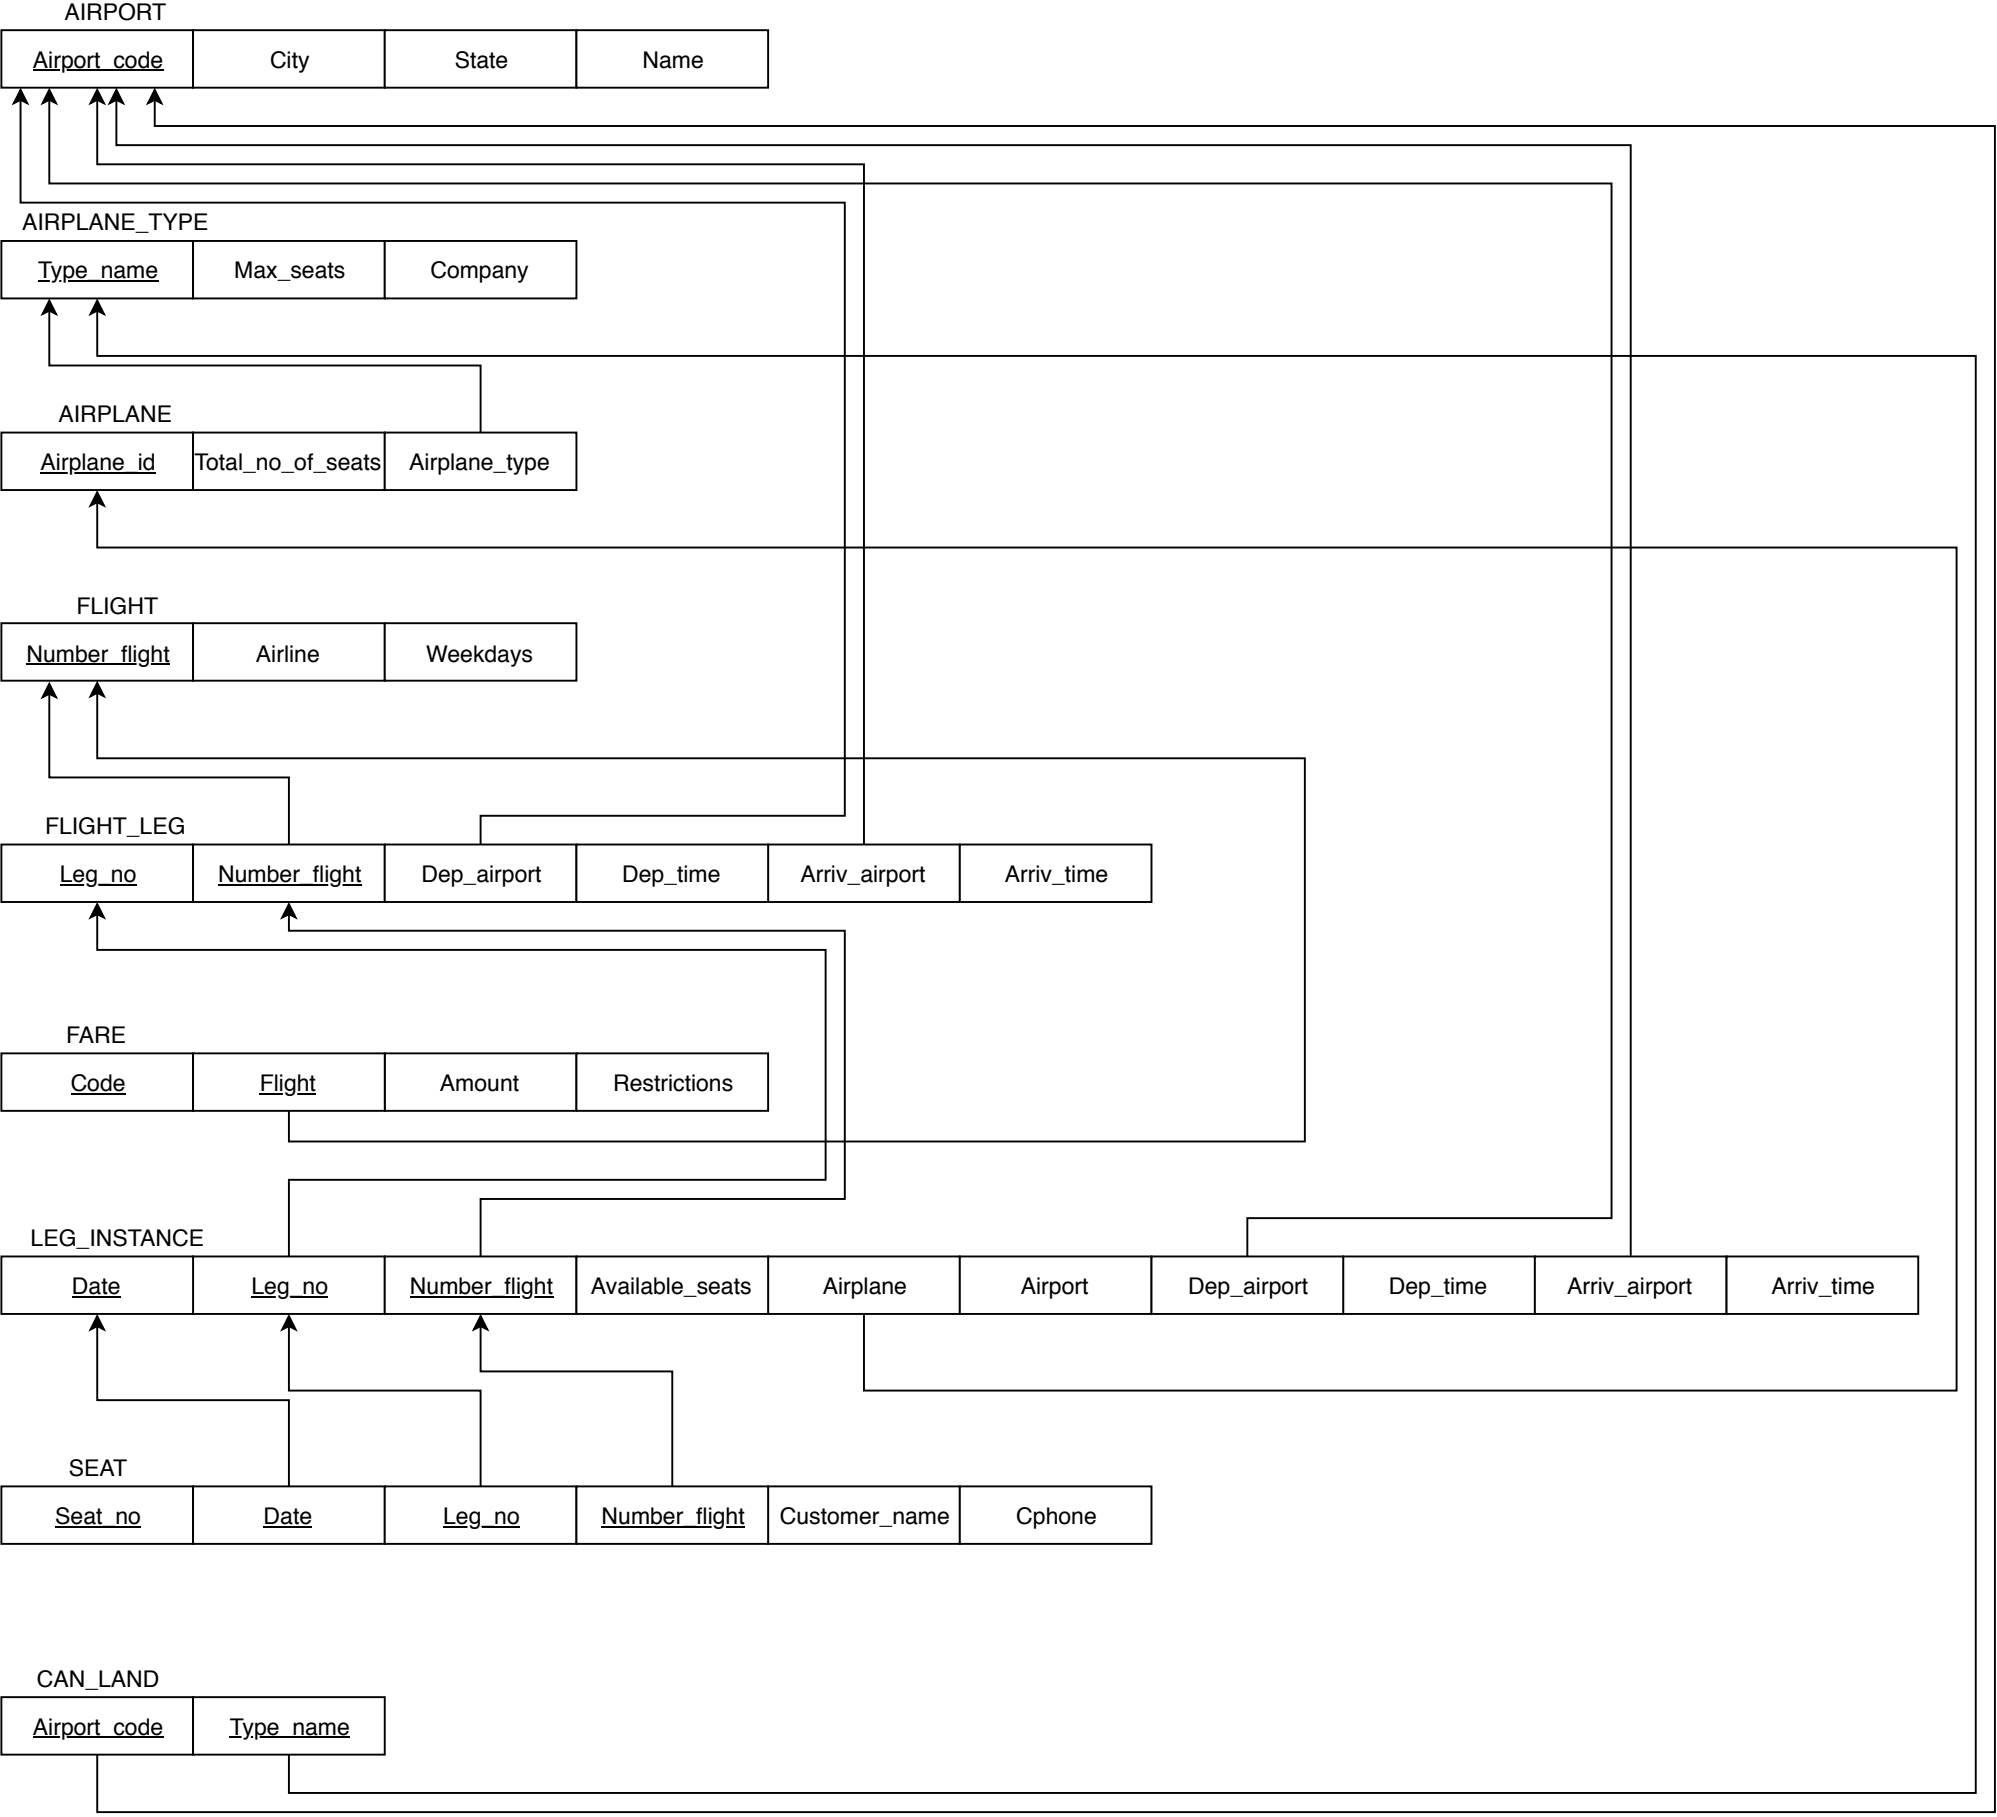 AIRPORT
Airport_code City State Name
AIRPLANE_TYPE
Type_name Max_seats Company
AIRPLANE
Airplane_id Total_no_of_seats Airplane_type
FLIGHT
Number_flight Airline Weekdays
FLIGHT_LEG
Leg_no Number_flight Dep_airport Dep_time Arriv_airport Arriv_time
FARE
Code Flight Amount Restrictions
LEG_INSTANCE
Date Leg_no Number_flight Available_seats Airplane Airport Dep_airport Dep_time Arriv_airport Arriv_time
SEAT
Seat_no Date Leg_no Number_flight Customer_name Cphone
CAN_LAND
Airport_code Type_name